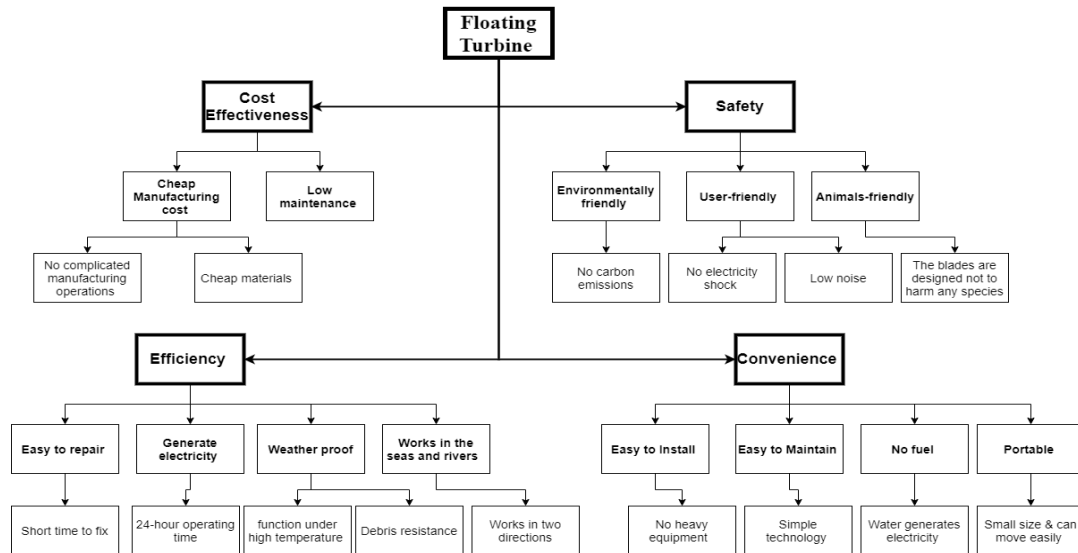 Floating
Turbine
Cost
Effectiveness
Safety
Cheap
Manufacturing
cost
Low
maintenance
Environmentally
friendly
User-friendly
Animals-friendly
No complicated
manufacturing
operations
Cheap materials
No carbon
emissions
No electricity
shock
Low noise
The blades are
designed not to
harm any species
Efficiency
Convenience
Easy to repair
Generate
electricity
Weather proof
Works in the
seas and rivers
Easy to Install
Easy to Maintain
No fuel
Portable
Short time to fix
24-hour operating
time
function under
high temperature
Debris resistance
Works in two
directions
No heavy
equipment
Simple
technology
Water generates
electricity
Small size & can
move easily